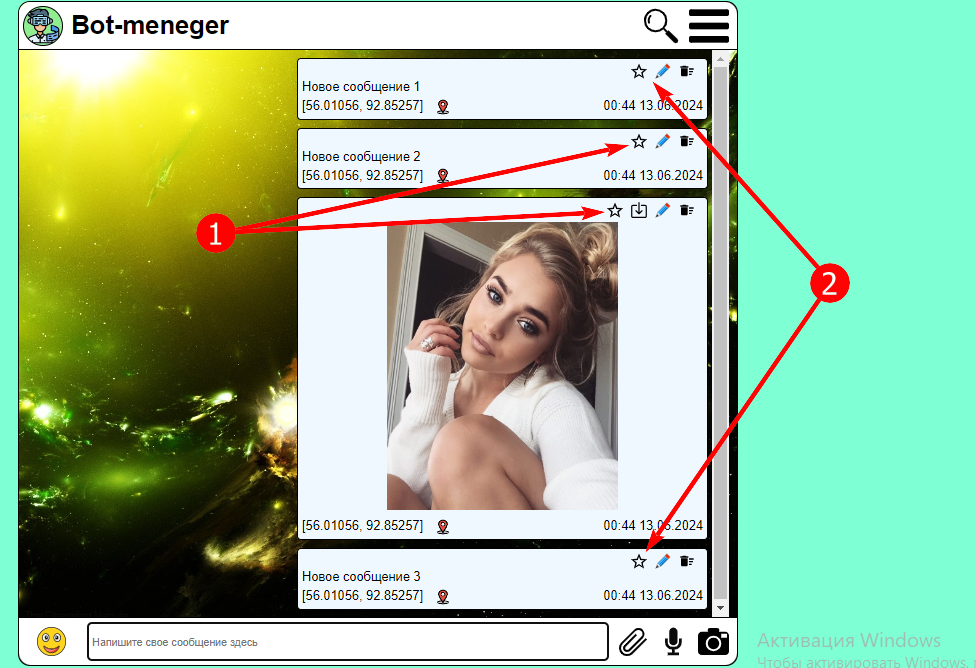 Bot-meneger
Новое сообщение 1
[56.01056, 92.85257]
00:44 13.06.2024
Новое сообщение 2
[56.01056, 92.85257]
00:44 13.06.2024
1
2
[56.01056, 92.85257]
00:44 13.06.2024
Новое сообщение 3
[56.01056, 92.85257]
00:44 13.06.2024
Напишите свое сообщение здесь
Активация Windows
Чтобы активировать Windows,